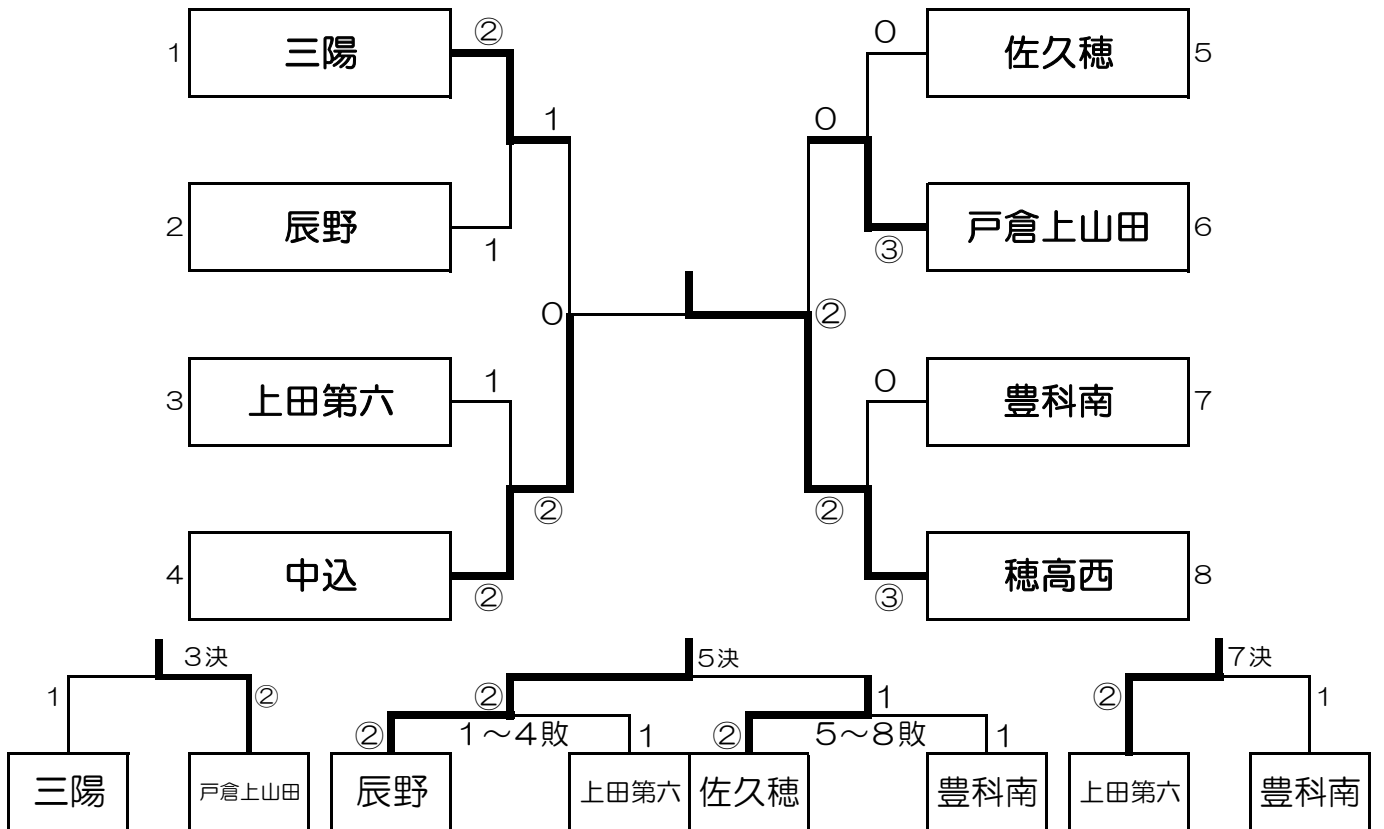 ②
0
1 三陽
佐久穂 5
1
0
2 辰野
戸倉上山田 6
1
③
0
②
1
0
3 上田第六
豊科南 7
②
②
4 中込
穂高西 8
②
③
3決
5決
7決
1
②
②
1
②
1
②
1～4敗
1
②
5～8敗
1
三陽
戸倉上山田
辰野
上田第六
佐久穂
豊科南
上田第六
豊科南